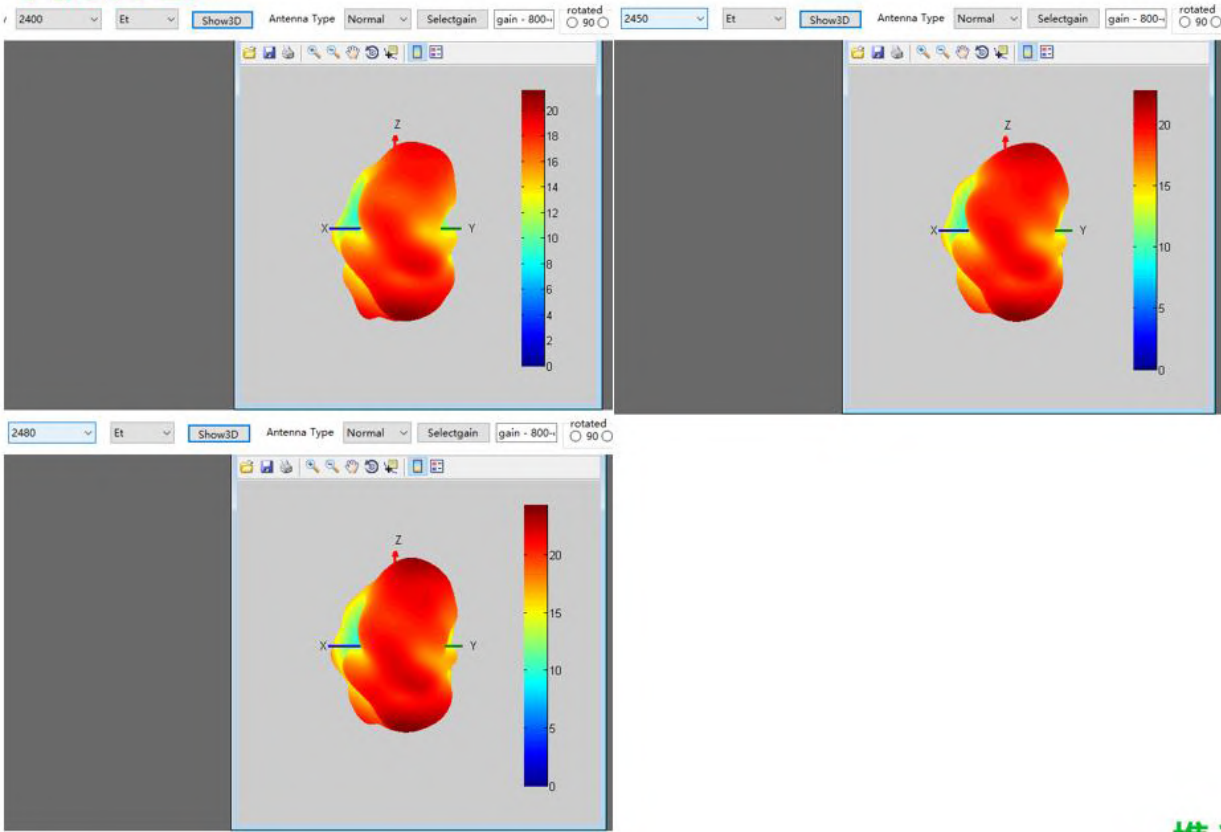 2400 Et Show3D Antenna Type Normal Selectgain gain - 800- rotated 90
Z
X
Y
20
18
16
14
12
10
8
6
4
2
0
2450 Et Show3D Antenna Type Normal Selectgain gain - 800- rotated 90
Z
X
Y
20
15
10
5
0
2480 Et Show3D Antenna Type Normal Selectgain gain - 800- rotated 90
Z
X
Y
20
15
10
5
0